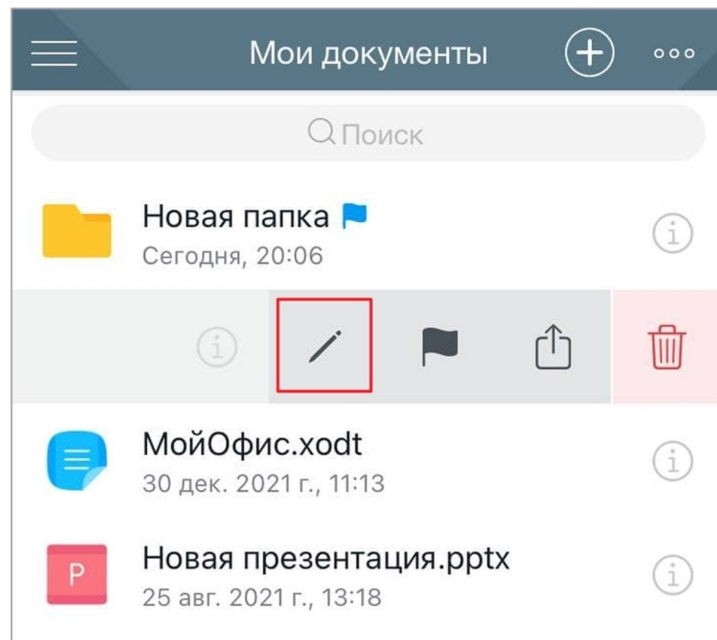 Мои документы
Поиск
Новая папка
Сегодня, 20:06
МойОфис.xodt
30 дек. 2021 г., 11:13
P
Новая презентация.pptx
25 авг. 2021 г., 13:18